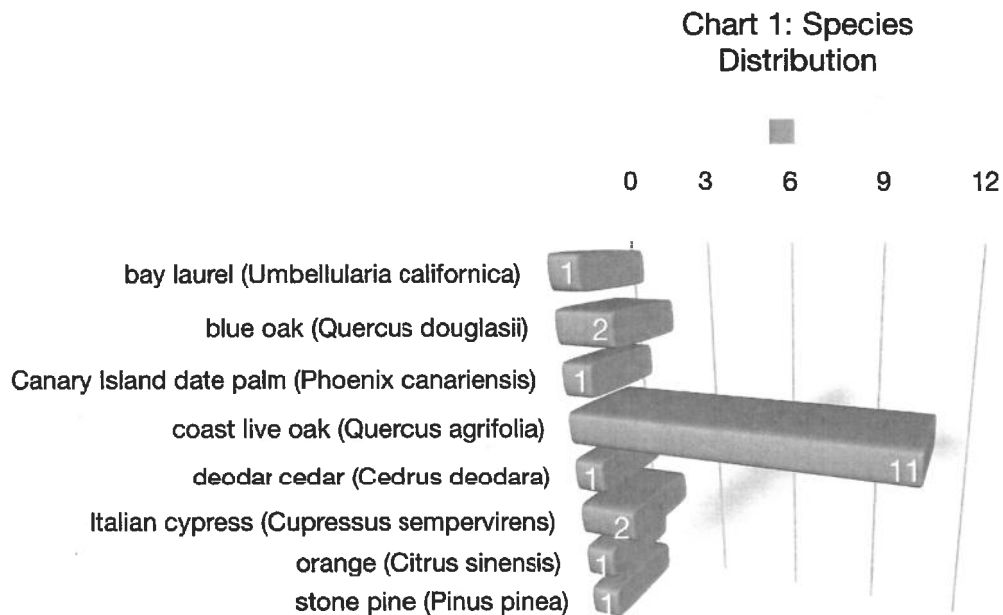 Chart 1: Species
Distribution
0 3 6 9 12
bay laurel (Umbellularia californica) 1
blue oak (Quercus douglasii) 2
Canary Island date palm (Phoenix canariensis) 1
coast live oak (Quercus agrifolia) 11
deodar cedar (Cedrus deodara) 1
Italian cypress (Cupressus sempervirens) 2
orange (Citrus sinensis) 1
stone pine (Pinus pinea) 1